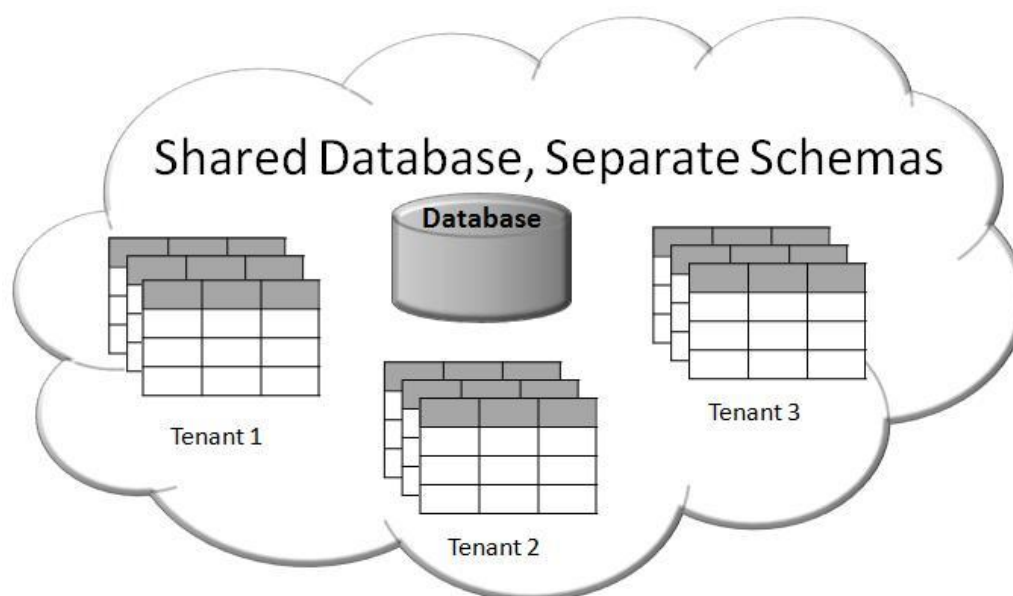 Shared Database, Separate Schemas
Database
Tenant 1
Tenant 3
Tenant 2